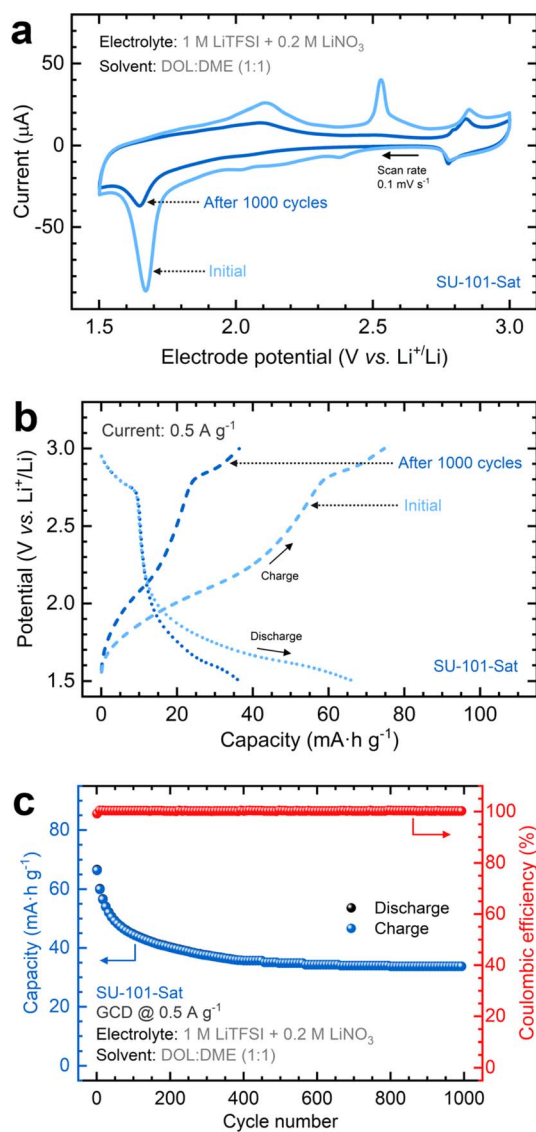 a
Electrolyte: 1 M LiTFSI + 0.2 M LiNO₃
Solvent: DOL:DME (1:1)
50
0
-50
Current (μA)
Scan rate
0.1 mV s⁻¹
After 1000 cycles
Initial
SU-101-Sat
1.5 2.0 2.5 3.0
Electrode potential (V vs. Li⁺/Li)
b
Current: 0.5 A g⁻¹
3.0
2.5
2.0
1.5
Potential (V vs. Li⁺/Li)
After 1000 cycles
Initial
Charge
Discharge
SU-101-Sat
0 20 40 60 80 100
Capacity (mA·h g⁻¹)
c
80
60
40
20
0
Capacity (mA·h g⁻¹)
100
80
60
40
20
0
Coulombic efficiency (%)
Discharge
Charge
SU-101-Sat
GCD @ 0.5 A g⁻¹
Electrolyte: 1 M LiTFSI + 0.2 M LiNO₃
Solvent: DOL:DME (1:1)
0 200 400 600 800 1000
Cycle number